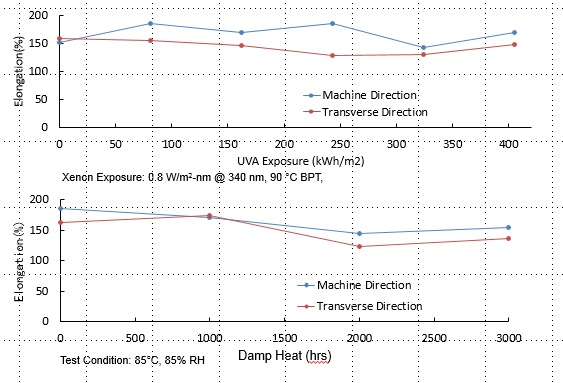 Elongation(%)
200
150
100
50
0
Machine Direction
Transverse Direction
0 50 100 150 200 250 300 350 400
UVA Exposure (kWh/m2)
Xenon Exposure: 0.8 W/m²-nm @ 340 nm, 90 °C BPT,
Elongation(%)
200
150
100
50
0
Machine Direction
Transverse Direction
0 500 1000 1500 2000 2500 3000
Test Condition: 85°C, 85% RH
Damp Heat (hrs)